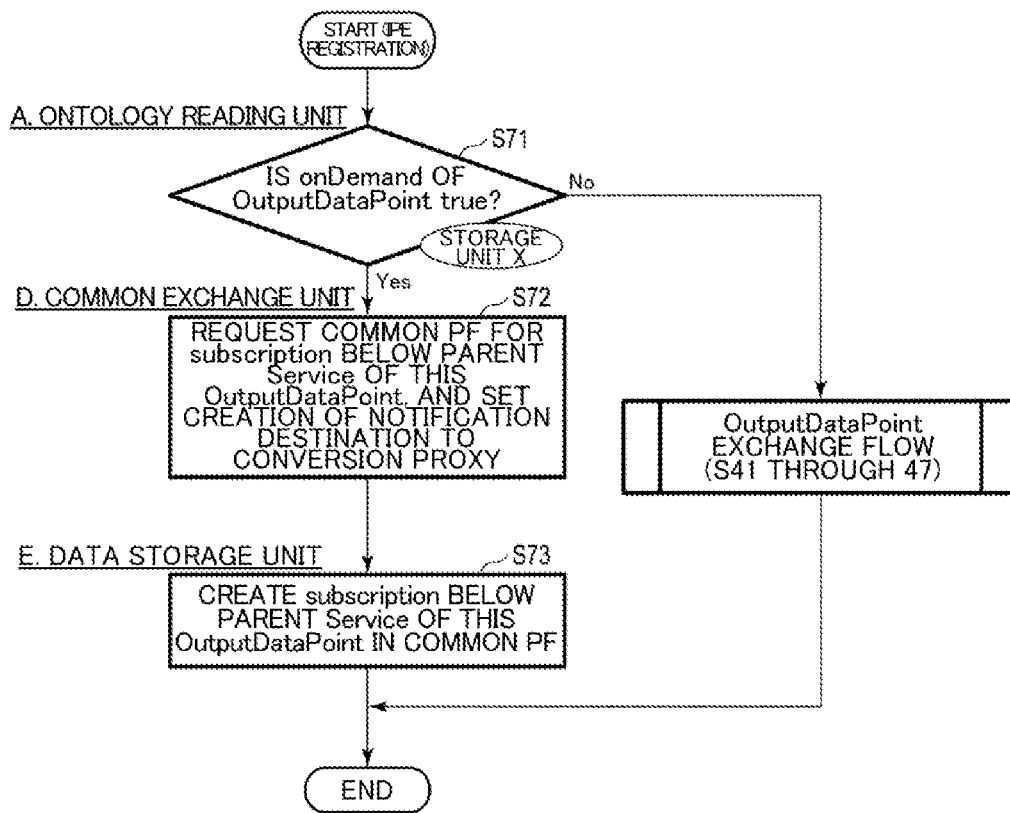 START (IPE
REGISTRATION)
A. ONTOLOGY READING UNIT
S71
IS onDemand OF
OutputDataPoint true?
No
STORAGE
UNIT X
Yes
D. COMMON EXCHANGE UNIT
S72
REQUEST COMMON PF FOR
subscription BELOW PARENT
Service OF THIS
OutputDataPoint, AND SET
CREATION OF NOTIFICATION
DESTINATION TO
CONVERSION PROXY
OutputDataPoint
EXCHANGE FLOW
(S41 THROUGH 47)
E. DATA STORAGE UNIT
S73
CREATE subscription BELOW
PARENT Service OF THIS
OutputDataPoint IN COMMON PF
END